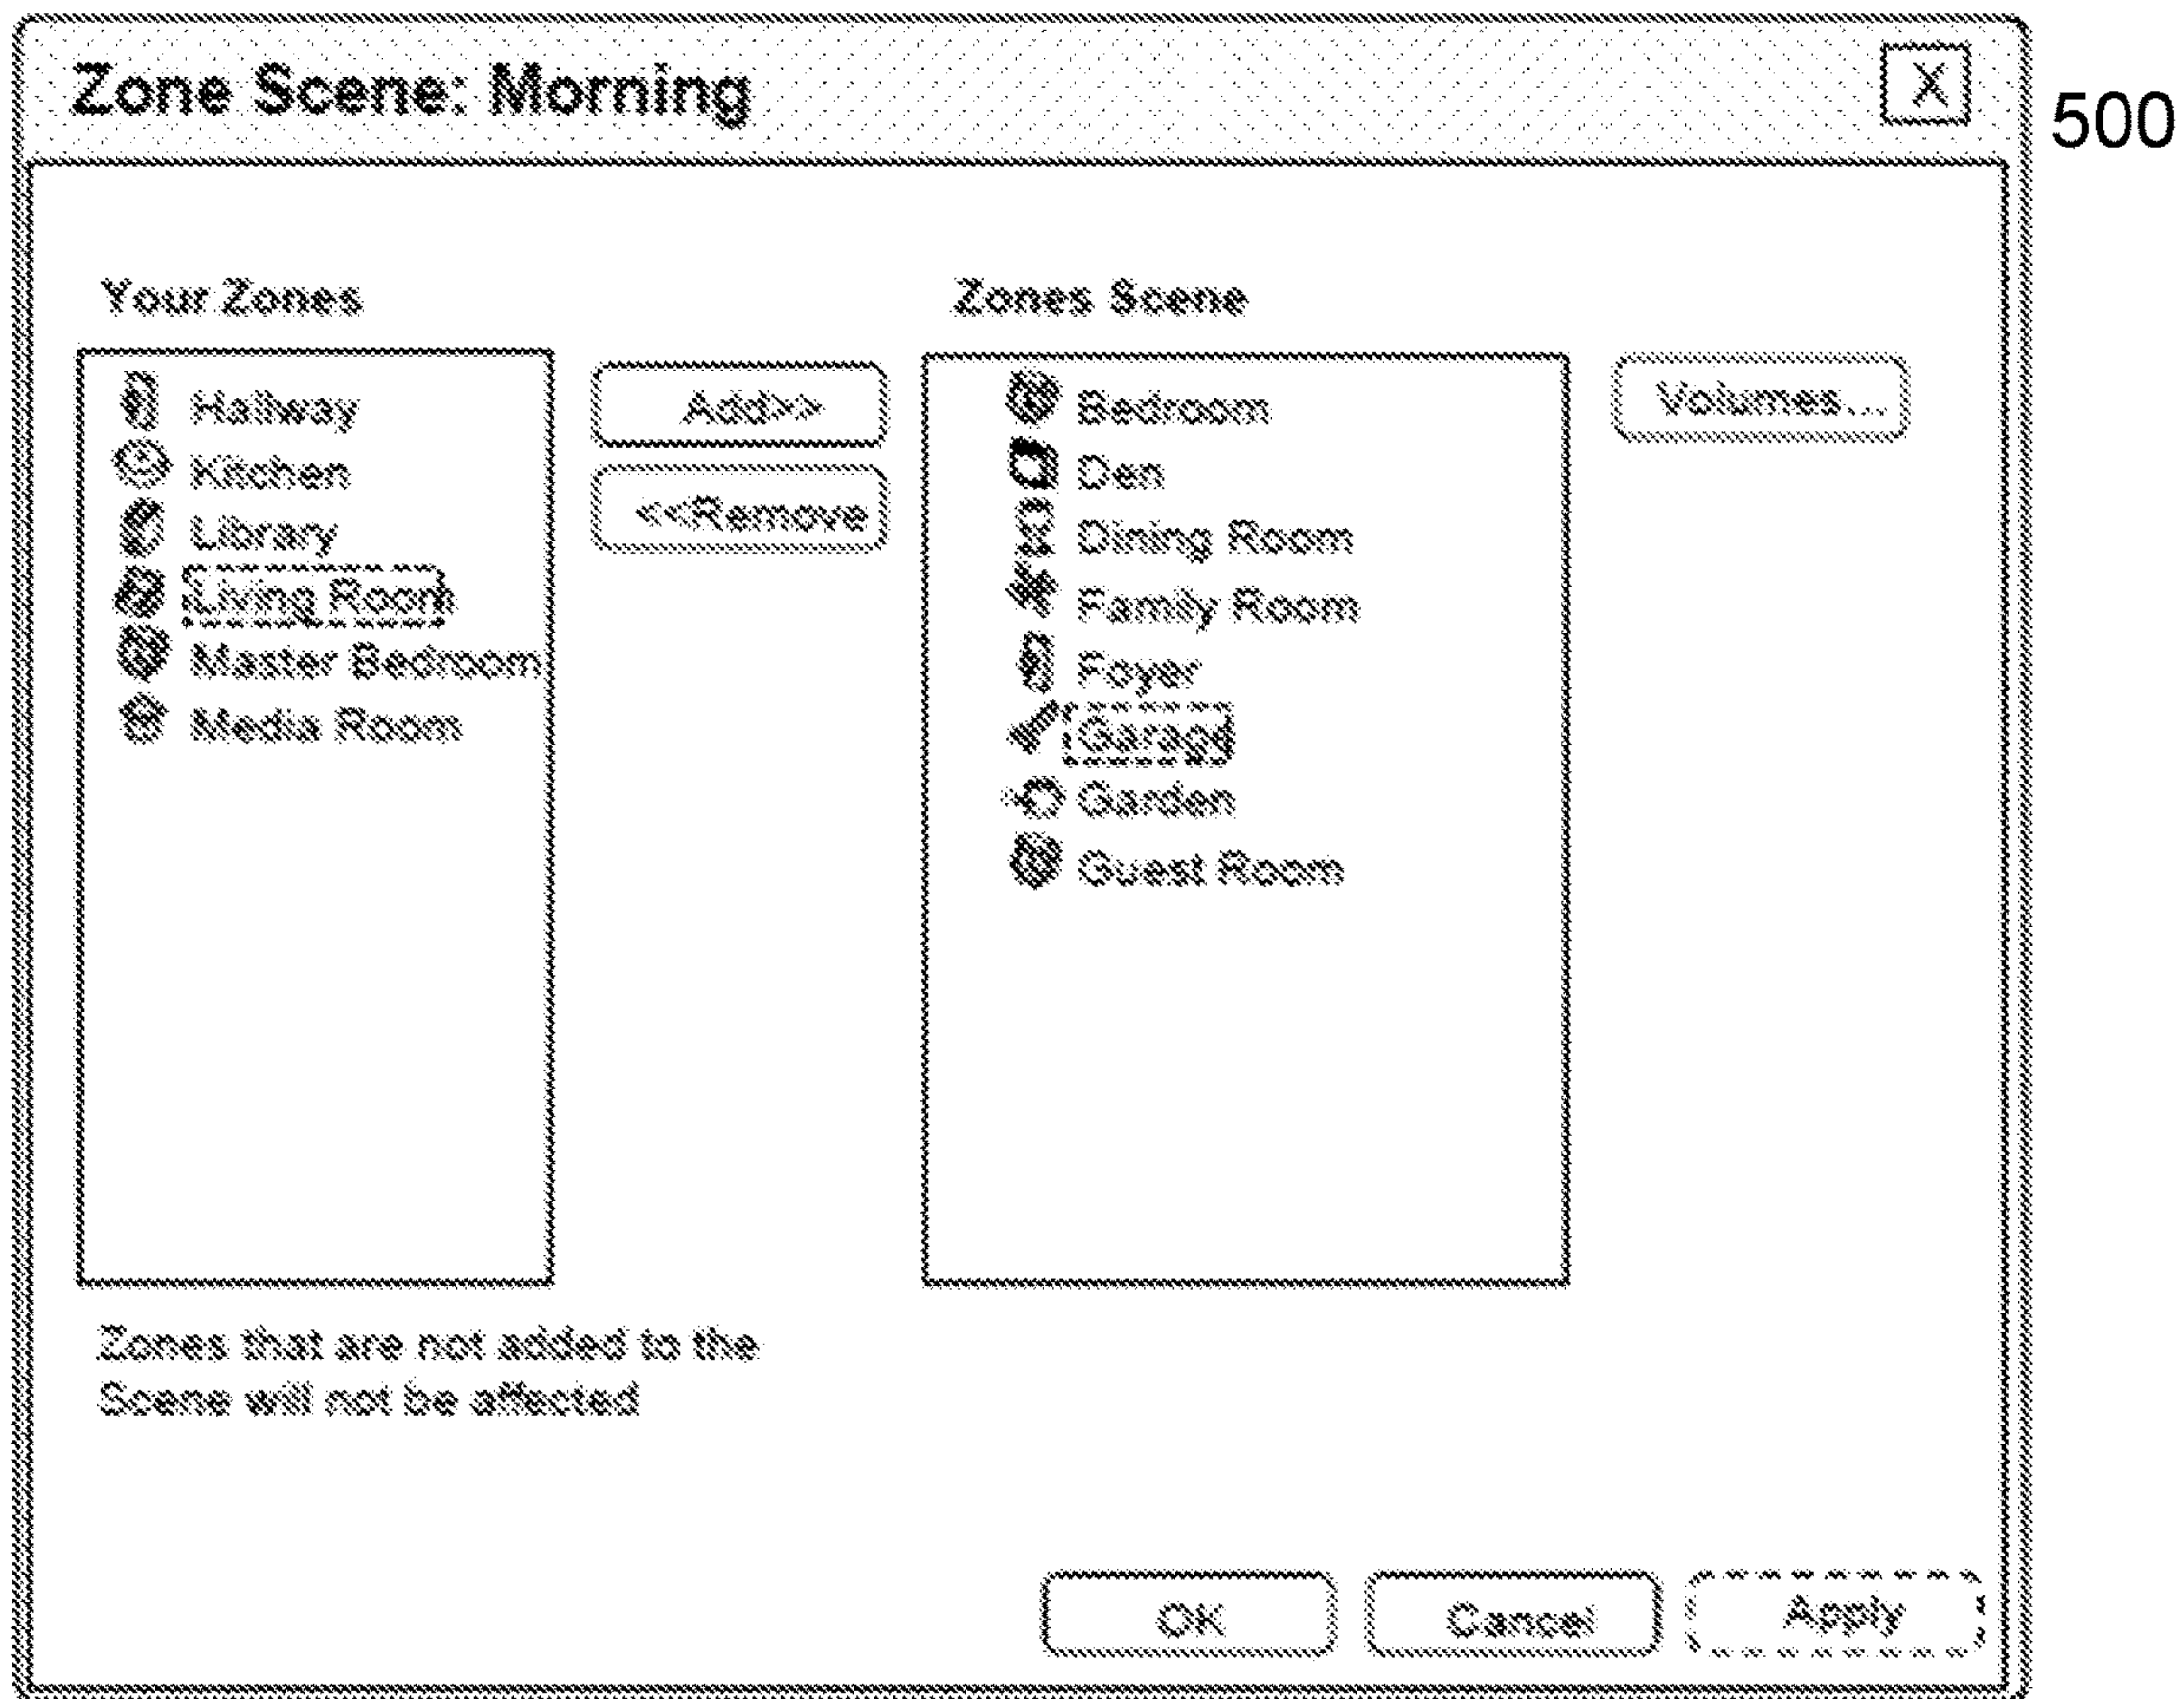 Zone Scene: Morning
X
500
Your Zones
Hallway
Kitchen
Library
Living Room
Master Bedroom
Media Room
Add>>
<<Remove
Zones Scene
Bedroom
Den
Dining Room
Family Room
Foyer
Garage
Garden
Guest Room
Volumes...
Zones that are not added to the
Scene will not be affected
OK
Cancel
Apply